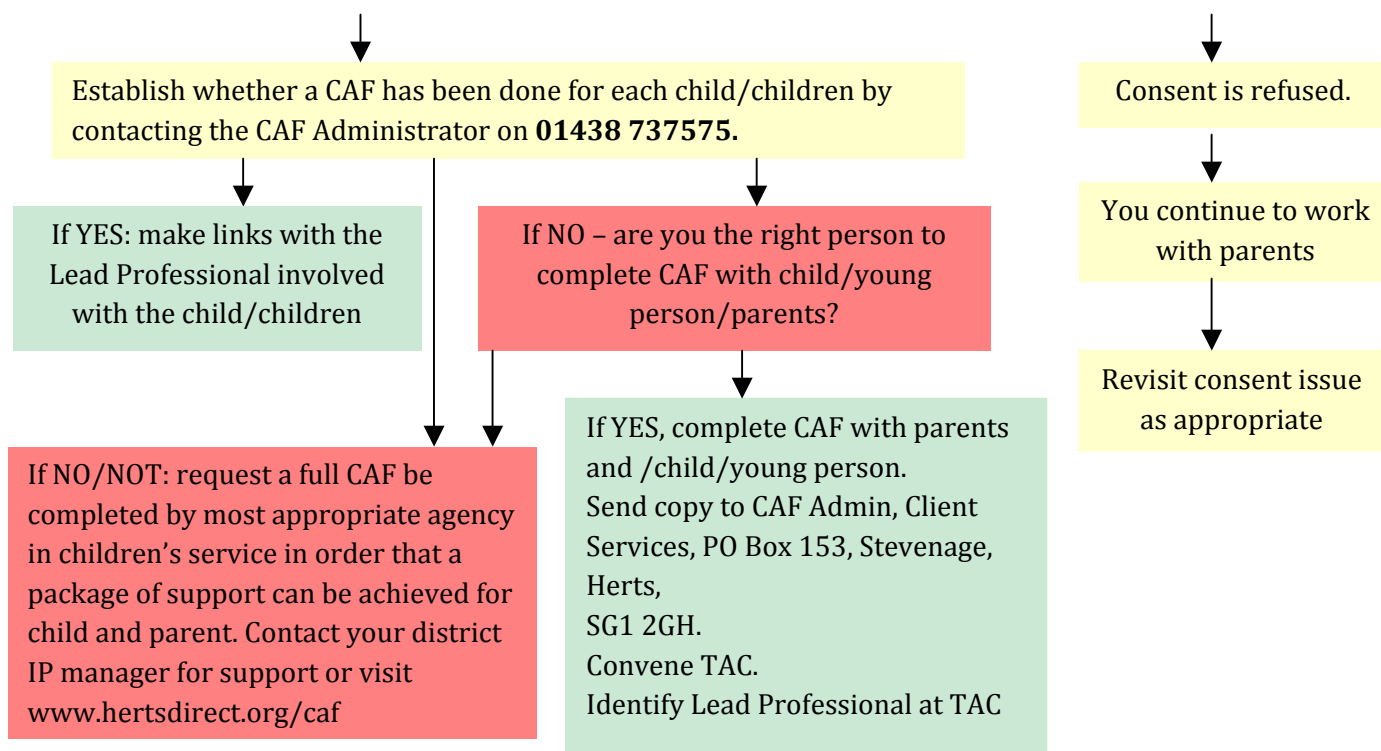 Establish whether a CAF has been done for each child/children by
contacting the CAF Administrator on 01438 737575.
Consent is refused.
If YES: make links with the
Lead Professional involved
with the child/children
If NO – are you the right person to
complete CAF with child/young
person/parents?
You continue to work
with parents
Revisit consent issue
as appropriate
If NO/NOT: request a full CAF be
completed by most appropriate agency
in children’s service in order that a
package of support can be achieved for
child and parent. Contact your district
IP manager for support or visit
www.hertsdirect.org/caf
If YES, complete CAF with parents
and /child/young person.
Send copy to CAF Admin, Client
Services, PO Box 153, Stevenage,
Herts,
SG1 2GH.
Convene TAC.
Identify Lead Professional at TAC